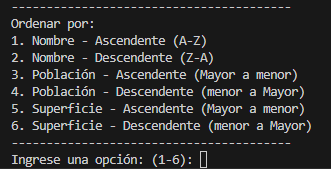 ----------------------------------------
Ordenar por:
1. Nombre - Ascendente (A-Z)
2. Nombre - Descendente (Z-A)
3. Población - Ascendente (Mayor a menor)
4. Población - Descendente (menor a Mayor)
5. Superficie - Ascendente (Mayor a menor)
6. Superficie - Descendente (menor a Mayor)
----------------------------------------
Ingrese una opción: (1-6):